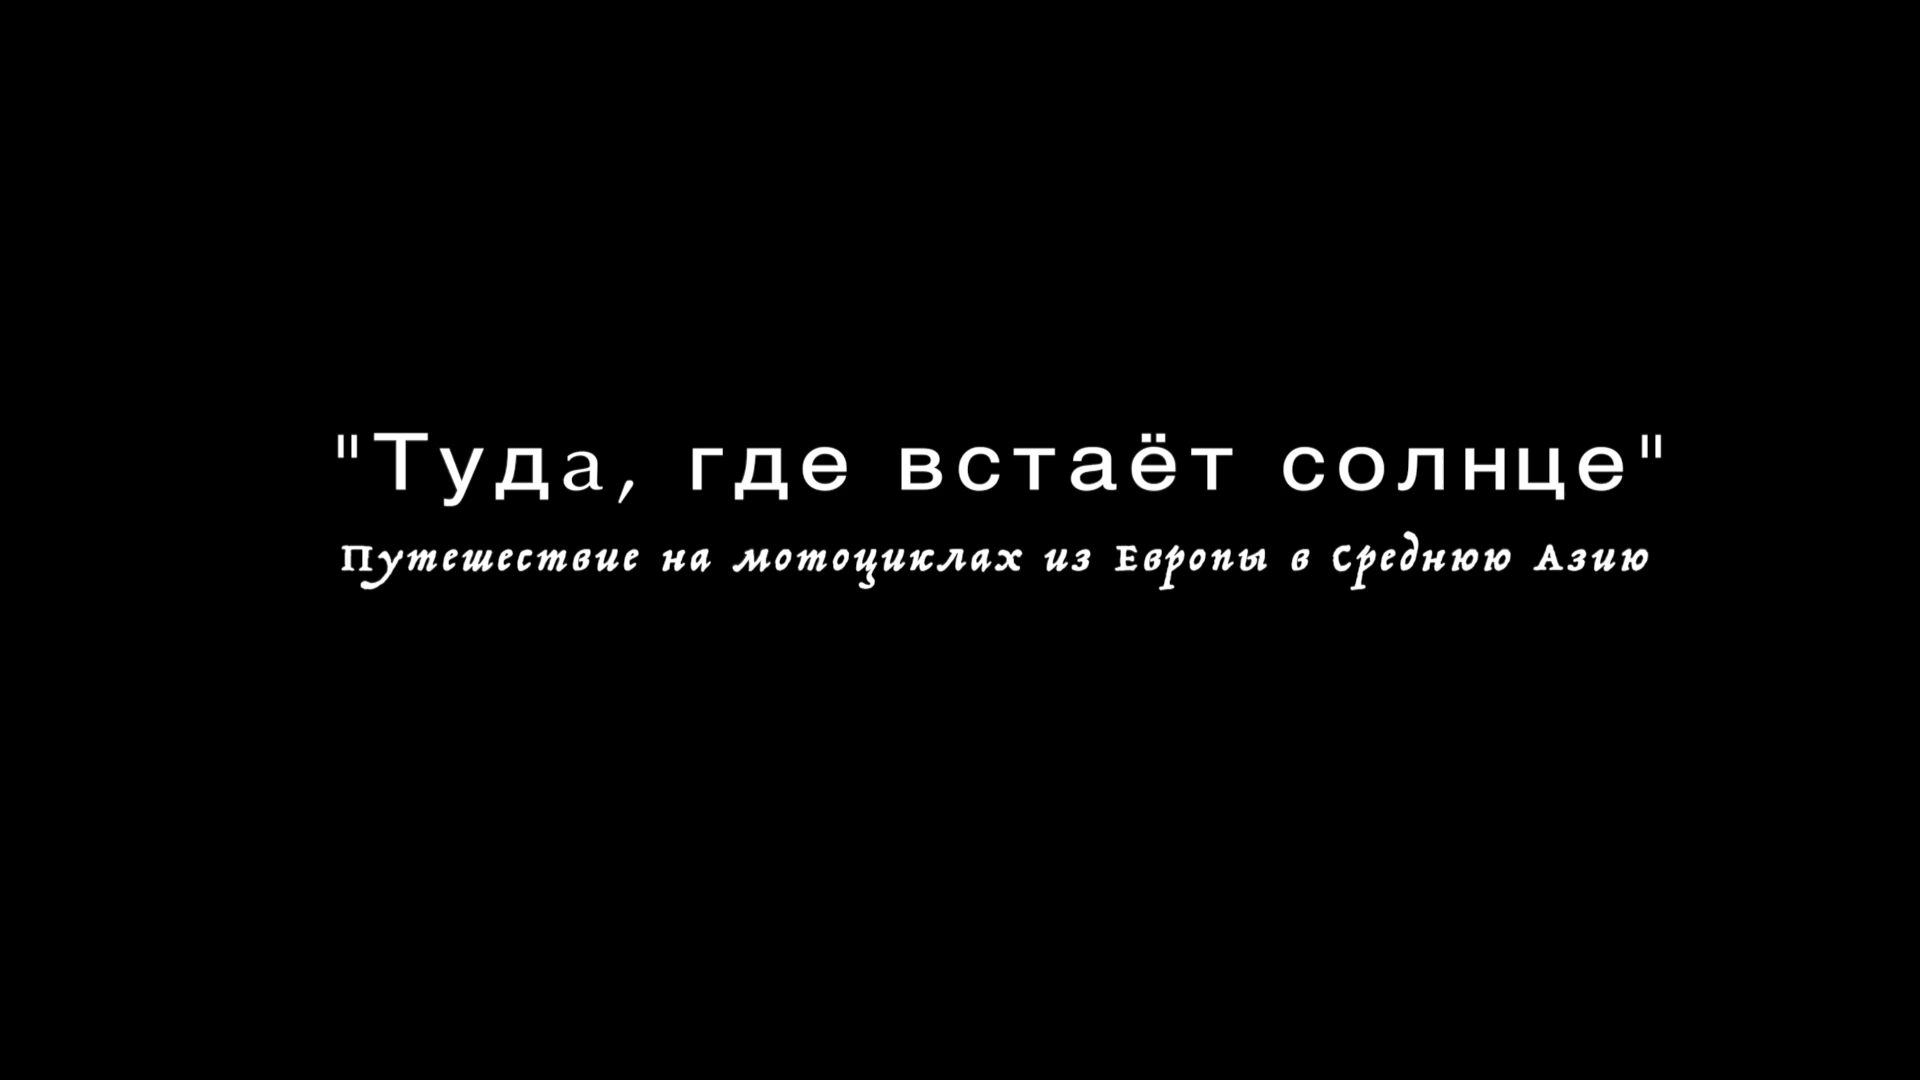 "Туда, где встаёт солнце"
Путешествие на мотоциклах из Европы в Среднюю Азию